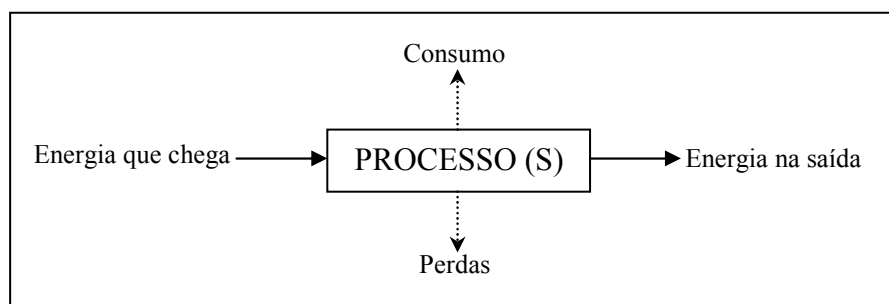 Consumo
Energia que chega
PROCESSO (S)
Energia na saída
Perdas